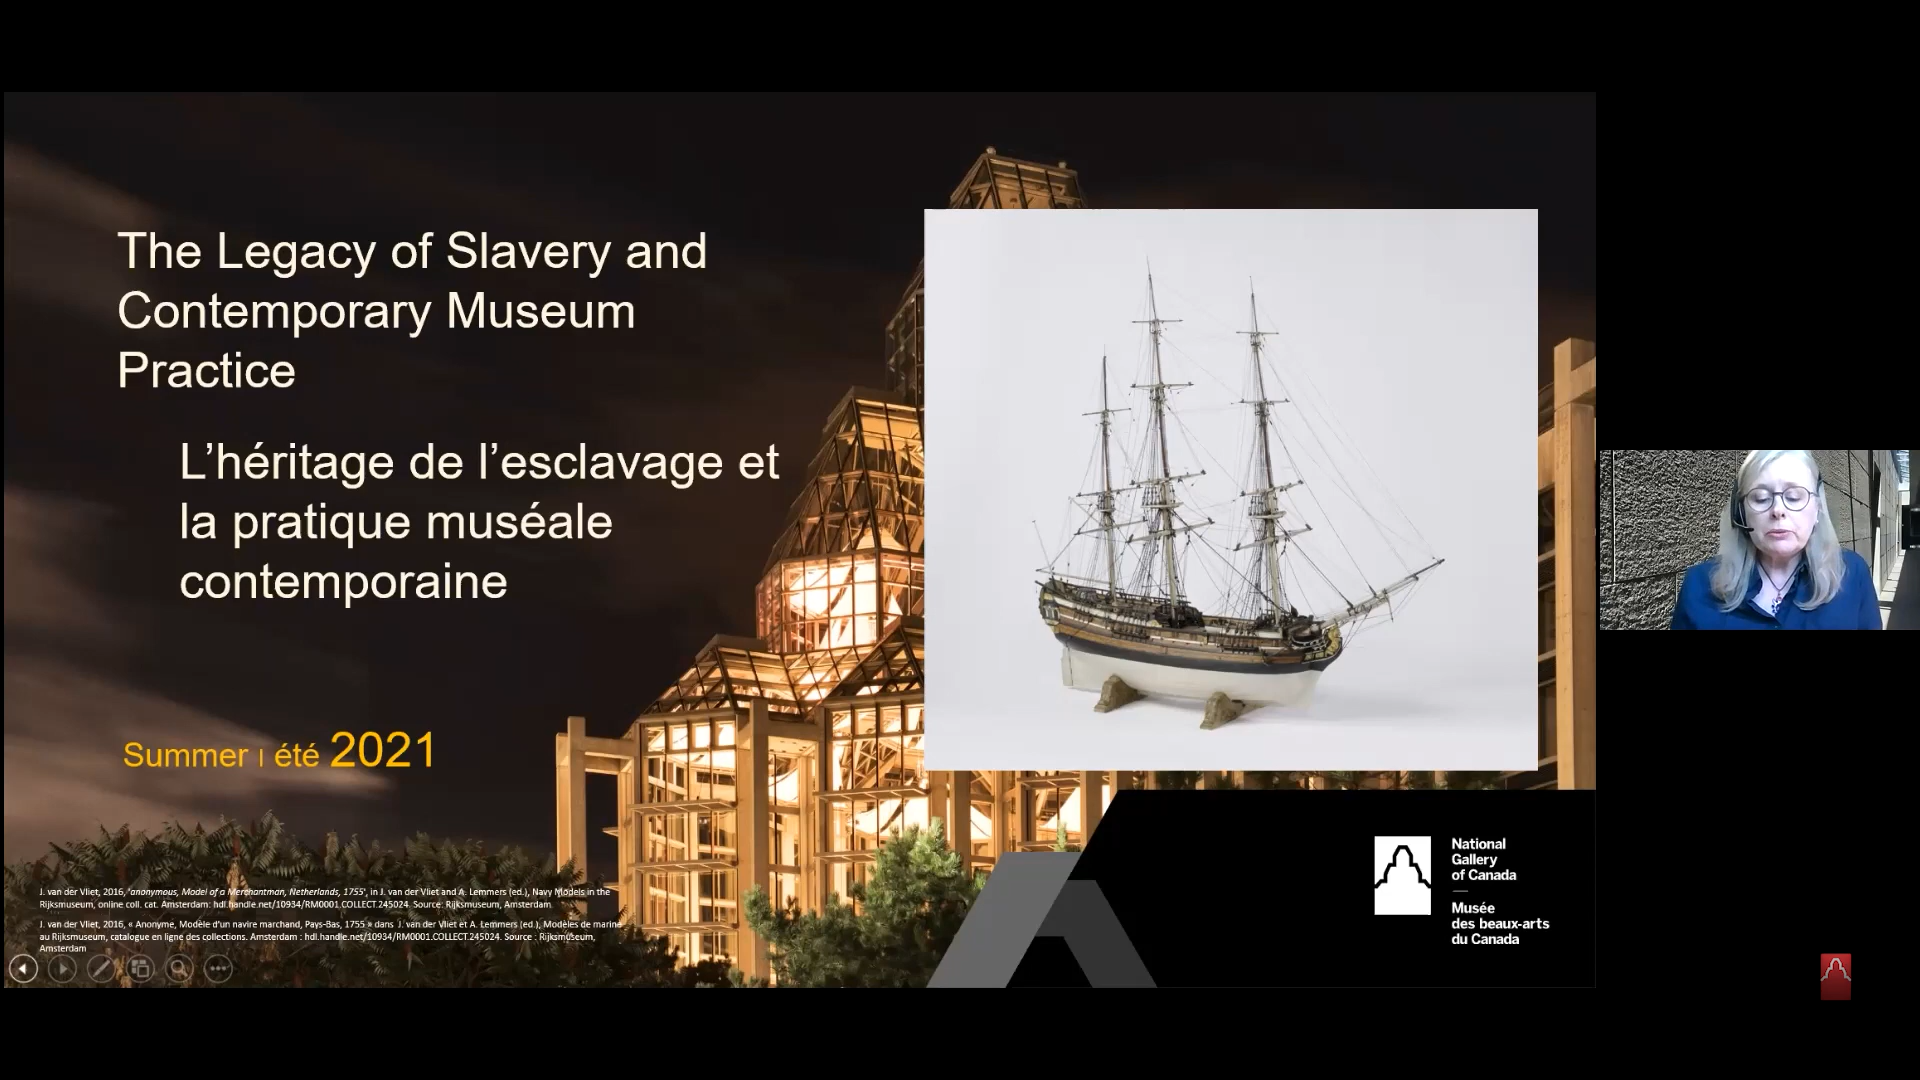 The Legacy of Slavery and
Contemporary Museum
Practice
L’héritage de l’esclavage et
la pratique muséale
contemporaine
Summer | été 2021
J. van der Vliet, 2016, 'anonymous, Model of a Merchantman, Netherlands, 1755', in J. van der Vliet and A. Lemmers (ed.), Navy Models in the
Rijksmuseum, online coll. cat. Amsterdam: hdl.handle.net/10934/RM0001.COLLECT.245024. Source: Rijksmuseum, Amsterdam.
J. van der Vliet, 2016, « Anonyme, Modèle d'un navire marchand, Pays-Bas, 1755 » dans J. van der Vliet et A. Lemmers (ed.), Modèles de marine
au Rijksmuseum, catalogue en ligne des collections. Amsterdam : hdl.handle.net/10934/RM0001.COLLECT.245024. Source : Rijksmuseum,
Amsterdam
National
Gallery
of Canada
Musée
des beaux-arts
du Canada